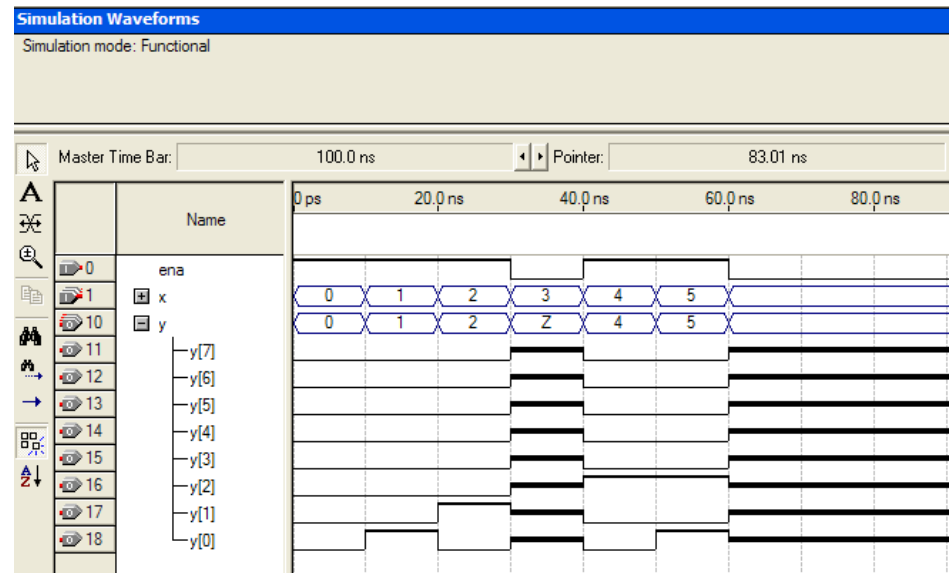 Simulation Waveforms
Simulation mode: Functional
Master Time Bar: 100.0 ns Pointer: 83.01 ns
A
Name
0 ps 20.0 ns 40.0 ns 60.0 ns 80.0 ns
0 ena
1 x 0 1 2 3 4 5
10 y 0 1 2 Z 4 5
11 y[7]
12 y[6]
13 y[5]
14 y[4]
15 y[3]
A
Z
16 y[2]
17 y[1]
18 y[0]